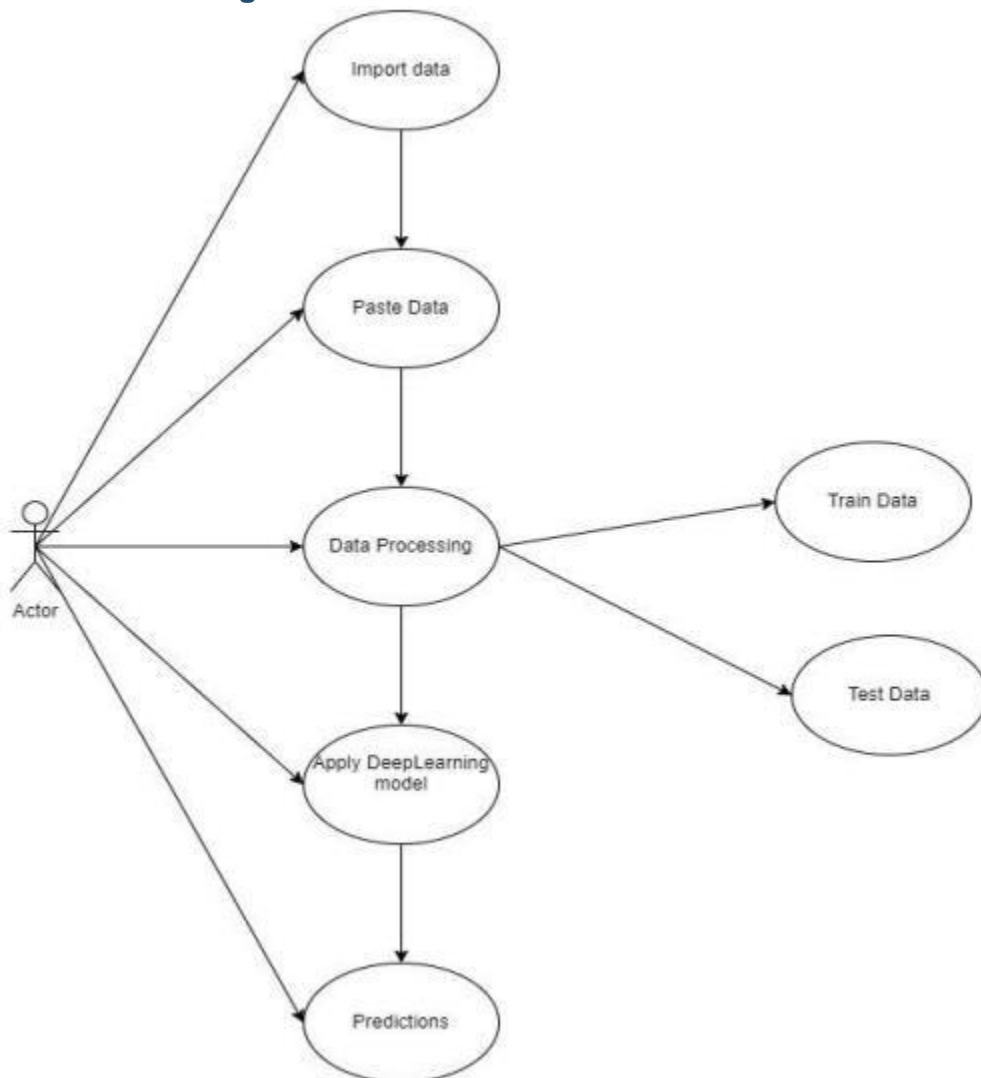 Import data
Paste Data
Train Data
Data Processing
Actor
Test Data
Apply DeepLearning
model
Predictions